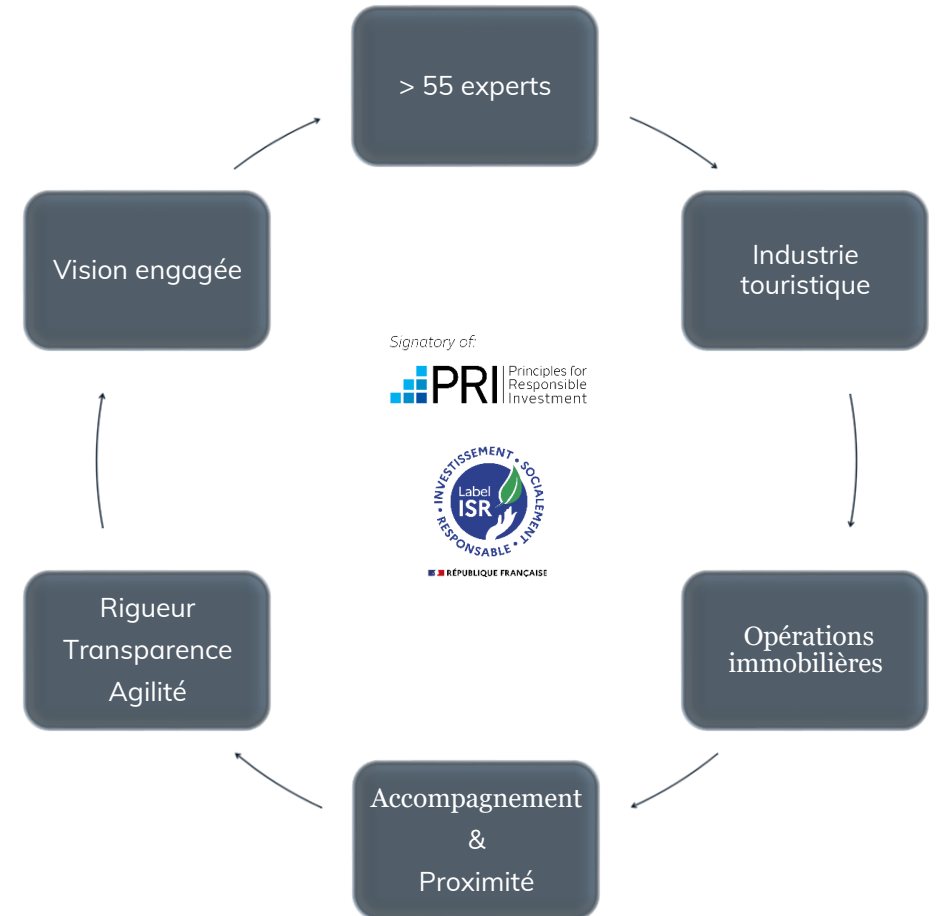 > 55 experts
Industrie
touristique
Opérations
immobilières
Accompagnement
&
Proximité
Rigueur
Transparence
Agilité
Vision engagée
Signatory of:
PRI
Principles for
Responsible
Investment
• INVESTISSEMENT • SOCIALEMENT • RESPONSABLE
Label
ISR
RÉPUBLIQUE FRANÇAISE